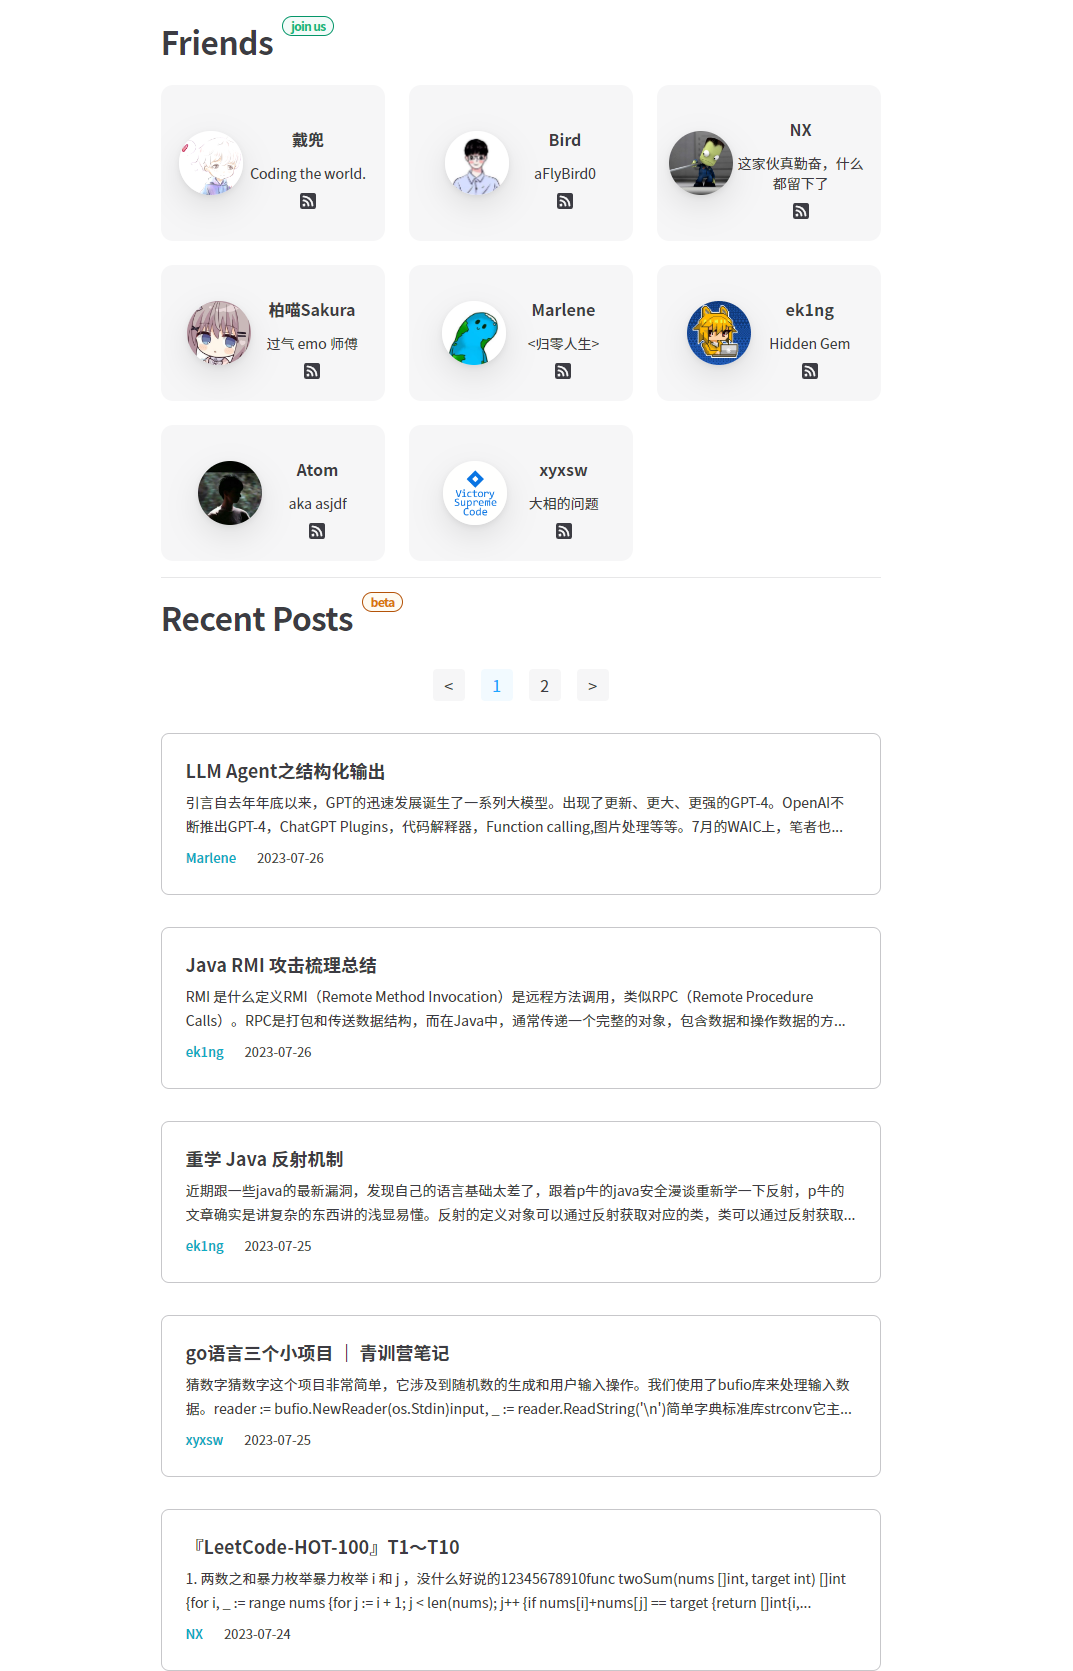 Friends join us
戴兜
Coding the world.
Bird
aFlyBird0
NX
这家伙真勤奋，什么
都留下了
柏喵Sakura
过气 emo 师傅
Marlene
<归零人生>
ek1ng
Hidden Gem
Atom
aka asjdf
Victory
Supreme
Code
xyxsw
大相的问题
Recent Posts beta
< 1 2 >
LLM Agent之结构化输出
引言自去年年底以来，GPT的迅速发展诞生了一系列大模型。出现了更新、更大、更强的GPT-4。OpenAI不
断推出GPT-4，ChatGPT Plugins，代码解释器，Function calling,图片处理等等。7月的WAIC上，笔者也...
Marlene 2023-07-26
Java RMI 攻击梳理总结
RMI 是什么定义RMI（Remote Method Invocation）是远程方法调用，类似RPC（Remote Procedure
Calls）。RPC是打包和传送数据结构，而在Java中，通常传递一个完整的对象，包含数据和操作数据的方...
ek1ng 2023-07-26
重学 Java 反射机制
近期跟一些java的最新漏洞，发现自己的语言基础太差了，跟着p牛的java安全漫谈重新学一下反射，p牛的
文章确实是讲复杂的东西讲的浅显易懂。反射的定义对象可以通过反射获取对应的类，类可以通过反射获取...
ek1ng 2023-07-25
go语言三个小项目 ｜ 青训营笔记
猜数字猜数字这个项目非常简单，它涉及到随机数的生成和用户输入操作。我们使用了bufio库来处理输入数
据。reader := bufio.NewReader(os.Stdin)input, _ := reader.ReadString('\n')简单字典标准库strconv它主...
xyxsw 2023-07-25
『LeetCode-HOT-100』T1～T10
1. 两数之和暴力枚举暴力枚举 i 和 j ，没什么好说的12345678910func twoSum(nums []int, target int) []int
{for i, _ := range nums {for j := i + 1; j < len(nums); j++ {if nums[i]+nums[j] == target {return []int{i,...
NX 2023-07-24